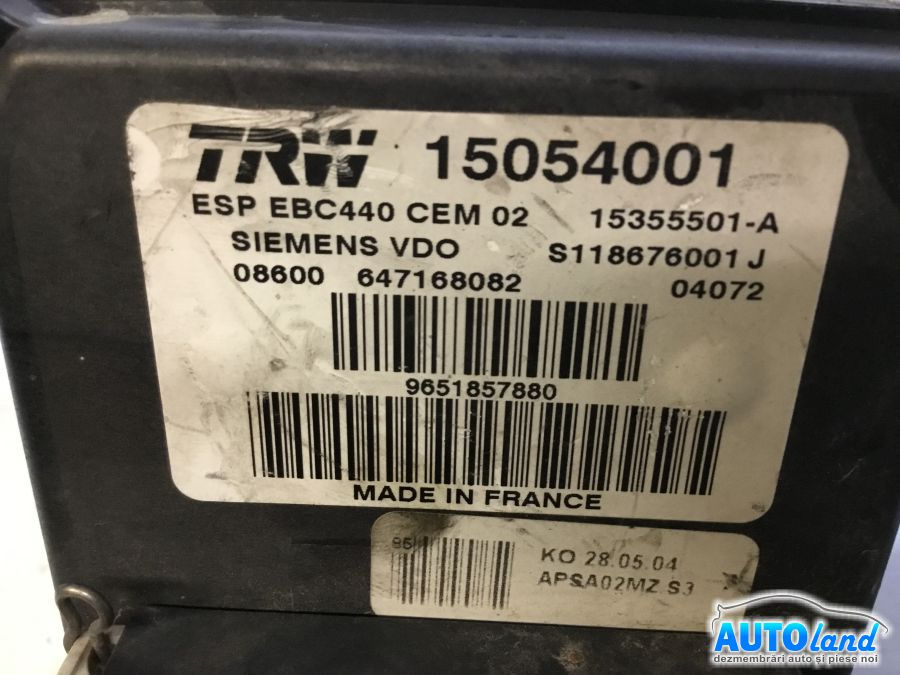 TRW 15054001
ESP EBC440 CEM 02 15355501-A
SIEMENS VDO S118676001 J
08600 647168082 04072
9651857880
MADE IN FRANCE
KO 28.05.04
APSA02MZ S3
AUTOland
dezmembrări auto și piese noi